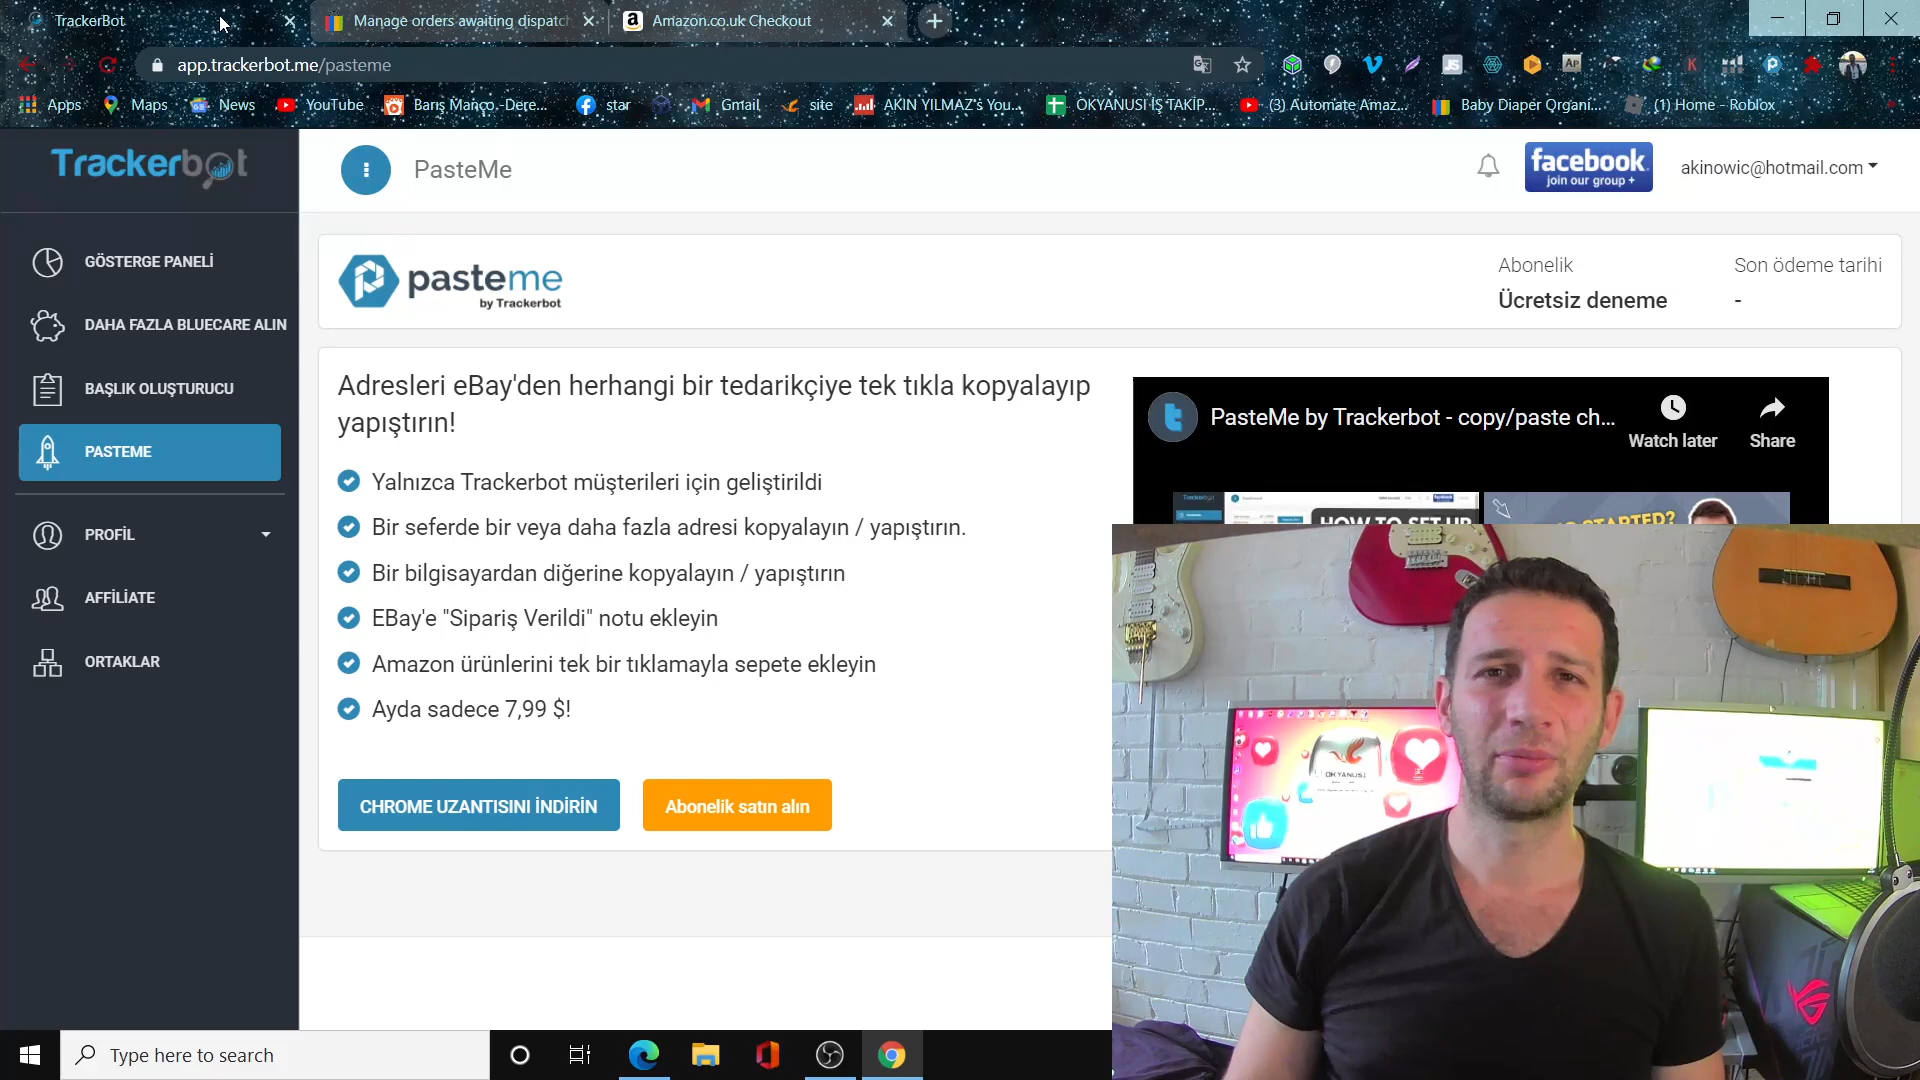 TrackerBot
Manage orders awaiting dispatch
Amazon.co.uk Checkout
app.trackerbot.me/pasteme
Apps
Maps
News
YouTube
Barış Manço -Dere...
star
Gmail
site
AKIN YILMAZ's You...
OKYANUSI İŞ TAKİP...
(3) Automate Amaz...
Baby Diaper Organi...
(1) Home - Roblox
Trackerbot
PasteMe
facebook
join our group +
akinowic@hotmail.com
GÖSTERGE PANELİ
DAHA FAZLA BLUECARE ALIN
BAŞLIK OLUŞTURUCU
PASTEME
PROFİL
AFFİLİATE
ORTAKLAR
pasteme
by Trackerbot
Abonelik
Ücretsiz deneme
Son ödeme tarihi
-
Adresleri eBay'den herhangi bir tedarikçiye tek tıkla kopyalayıp
yapıştırın!
Yalnızca Trackerbot müşterileri için geliştirildi
Bir seferde bir veya daha fazla adresi kopyalayın / yapıştırın.
Bir bilgisayardan diğerine kopyalayın / yapıştırın
EBay'e "Sipariş Verildi" notu ekleyin
Amazon ürünlerini tek bir tıklamayla sepete ekleyin
Ayda sadece 7,99 $!
CHROME UZANTISINI İNDİRİN
Abonelik satın alın
PasteMe by Trackerbot - copy/paste ch...
Watch later
Share
HOW TO SET UP
STARTED?
OKYANUSI
Type here to search